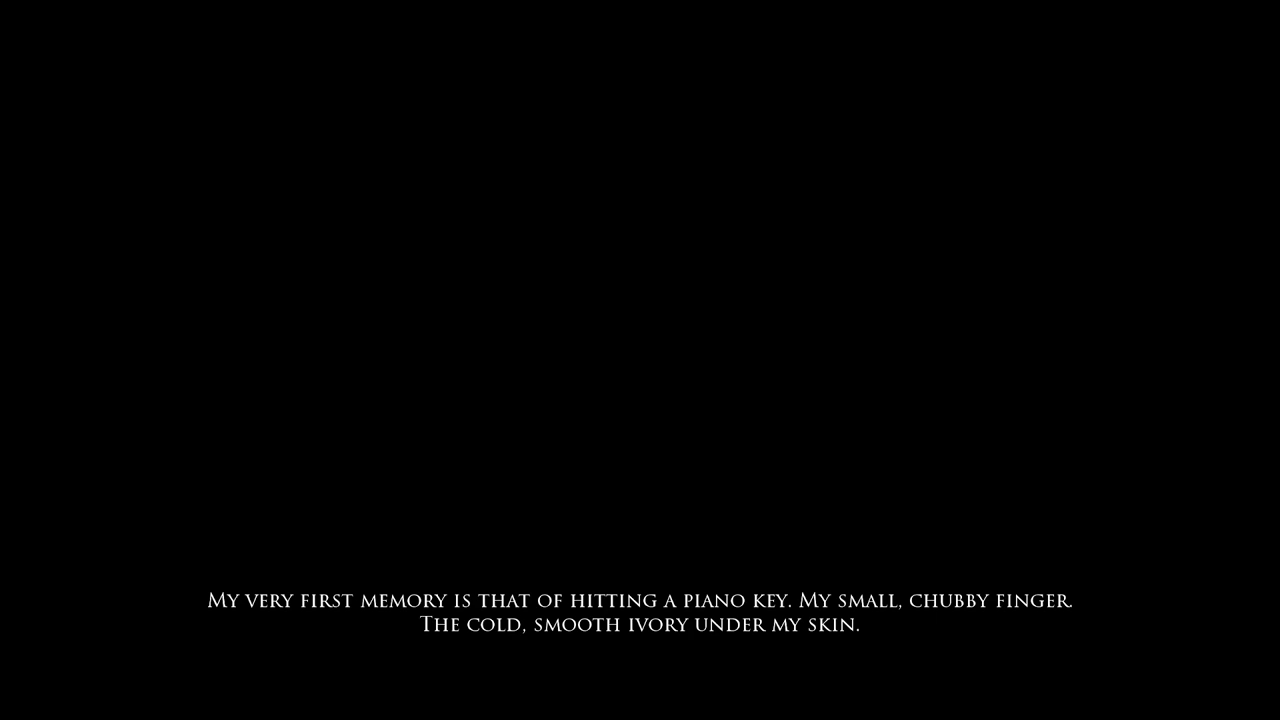 My very first memory is that of hitting a piano key. My small, chubby finger.
The cold, smooth ivory under my skin.